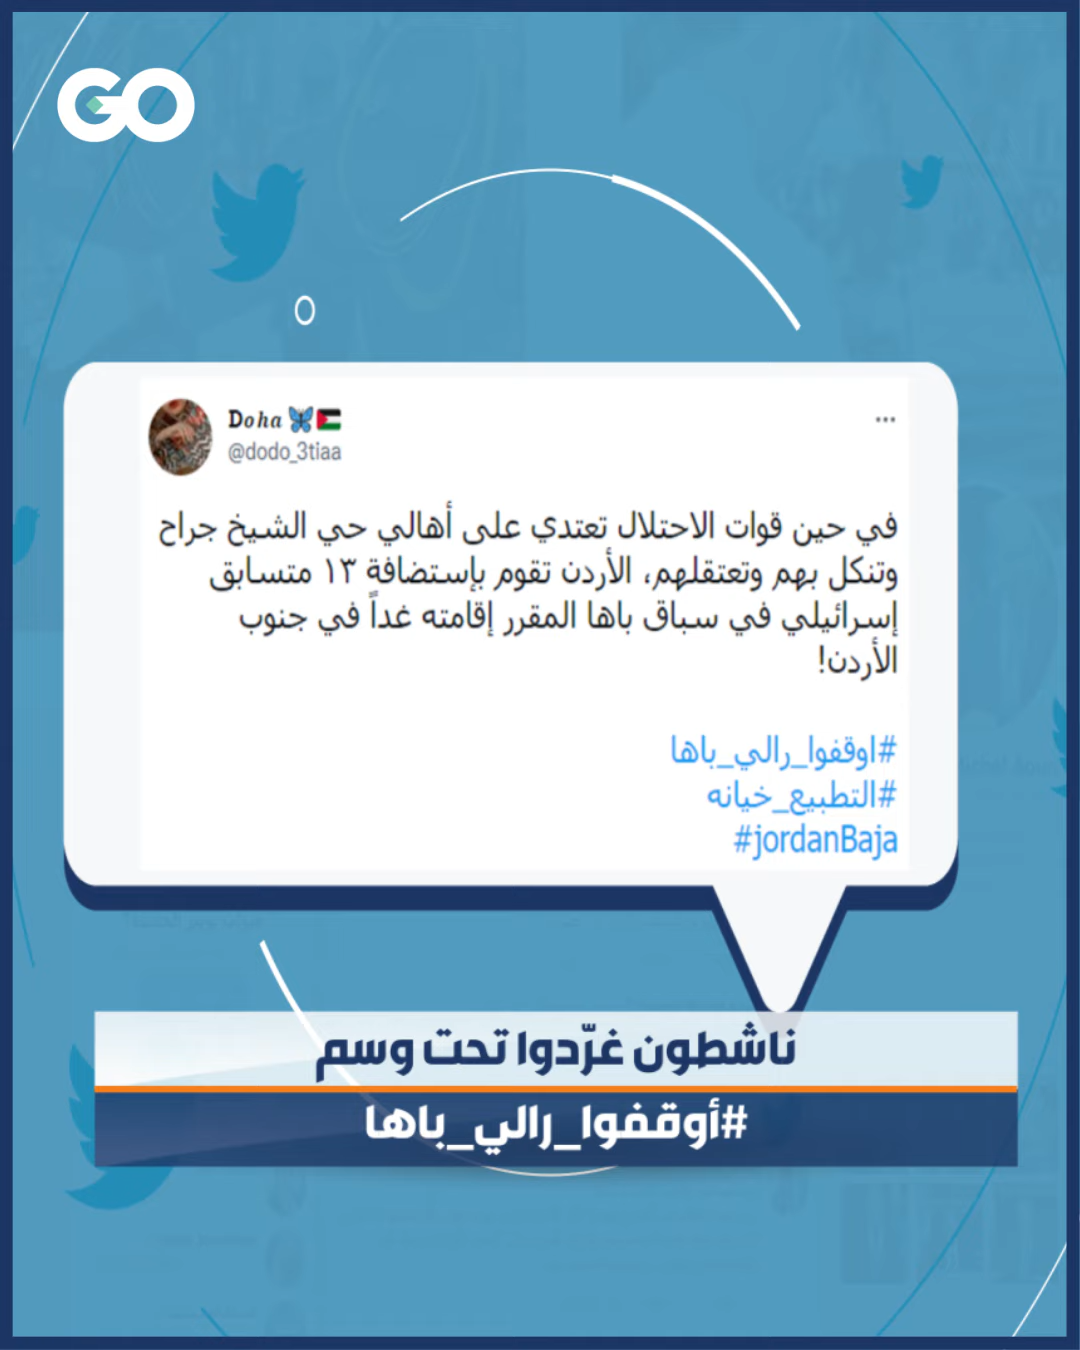 GO
Doha 🦋🇵🇸
@dodo_3tiaa
في حين قوات الاحتلال تعتدي على أهالي حي الشيخ جراح
وتنكل بهم وتعتقلهم، الأردن تقوم بإستضافة ١٣ متسابق
إسرائيلي في سباق باها المقرر إقامته غداً في جنوب
الأردن!
#اوقفوا_رالي_باها
#التطبيع_خيانه
#jordanBaja
ناشطون غرّدوا تحت وسم
#أوقفوا_رالي_باها